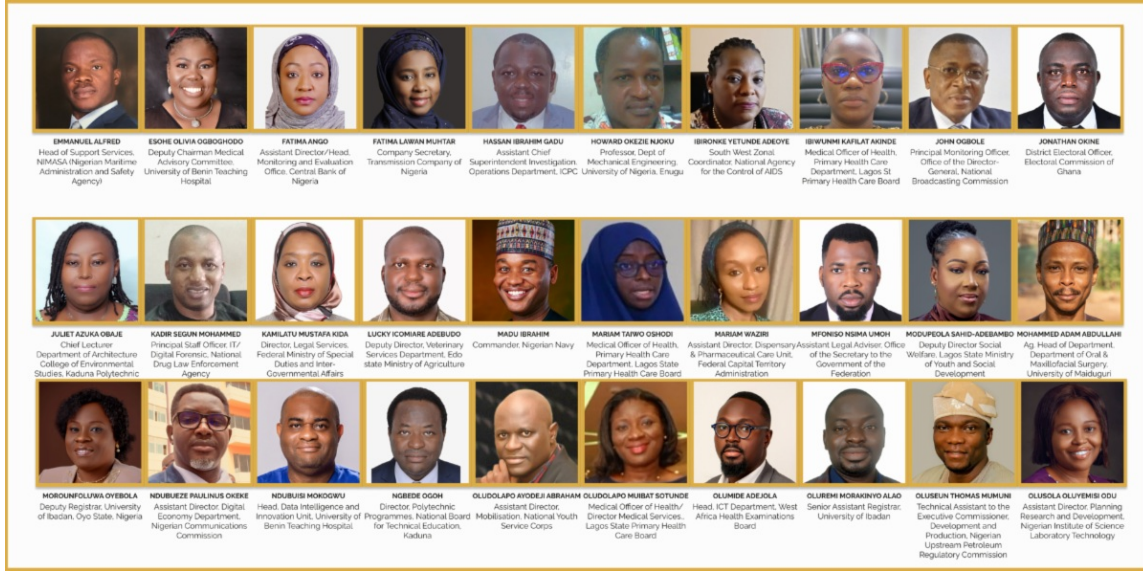 EMMANUEL ALFRED
Head of Support Services,
NIMASA (Nigerian Maritime
Administration and Safety
Agency)
ESOHE OLIVIA OGBOGHODO
Deputy Chairman Medical
Advisory Committee,
University of Benin Teaching
Hospital
FATIMA ANGO
Assistant Director/Head,
Monitoring and Evaluation
Office, Central Bank of
Nigeria
FATIMA LAWAN MUHTAR
Company Secretary,
Transmission Company of
Nigeria
HASSAN IBRAHIM GADU
Assistant Chief
Superintendent Investigation,
Operations Department, ICPC
HOWARD OKEZIE NJOKU
Professor, Dept of
Mechanical Engineering,
University of Nigeria, Enugu
IBIRONKE YETUNDE ADEOYE
South West Zonal
Coordinator, National Agency
for the Control of AIDS
IBIWUNMI KAFILAT AKINDE
Medical Officer of Health,
Primary Health Care
Department, Lagos St
Primary Health Care Board
JOHN OGBOLE
Principal Monitoring Officer,
Office of the Director-
General, National
Broadcasting Commission
JONATHAN OKINE
District Electoral Officer,
Electoral Commission of
Ghana
JULIET AZUKA OBAJE
Chief Lecturer
Department of Architecture
College of Environmental
Studies, Kaduna Polytechnic
KADIR SEGUN MOHAMMED
Principal Staff Officer, IT/
Digital Forensic, National
Drug Law Enforcement
Agency
KAMILATU MUSTAFA KIDA
Director, Legal Services,
Federal Ministry of Special
Duties and Inter-
Governmental Affairs
LUCKY ICOMIARE ADEBUDO
Deputy Director, Veterinary
Services Department, Edo
state Ministry of Agriculture
MADU IBRAHIM
Commander, Nigerian Navy
MARIAM TAIWO OSHODI
Medical Officer of Health,
Primary Health Care
Department, Lagos State
Primary Health Care Board
MARIAM WAZIRI
Assistant Director, Dispensary
& Pharmaceutical Care Unit,
Federal Capital Territory
Administration
MFONISO NSIMA UMOH
Assistant Legal Adviser, Office
of the Secretary to the
Government of the
Federation
MODUPEOLA SAHID-ADEBAMBO
Deputy Director Social
Welfare, Lagos State Ministry
of Youth and Social
Development
MOHAMMED ADAM ABDULLAHI
Ag. Head of Department,
Department of Oral &
Maxillofacial Surgery,
University of Maiduguri
MOROUNFOLUWA OYEBOLA
Deputy Registrar, University
of Ibadan, Oyo State, Nigeria
NDUBUEZE PAULINUS OKEKE
Assistant Director, Digital
Economy Department,
Nigerian Communications
Commission
NDUBUISI MOKOGWU
Head, Data Intelligence and
Innovation Unit, University of
Benin Teaching Hospital
NGBEDE OGOH
Director, Polytechnic
Programmes, National Board
for Technical Education,
Kaduna
OLUDOLAPO AYODEJI ABRAHAM
Assistant Director,
Mobilisation, National Youth
Service Corps
OLUDOLAPO MUIBAT SOTUNDE
Medical Officer of Health/
Director Medical Services,
Lagos State Primary Health
Care Board
OLUMIDE ADEJOLA
Head, ICT Department, West
Africa Health Examinations
Board
OLUREMI MORAKINYO ALAO
Senior Assistant Registrar,
University of Ibadan
OLUSEUN THOMAS MUMUNI
Technical Assistant to the
Executive Commissioner,
Development and
Production, Nigerian
Upstream Petroleum
Regulatory Commission
OLUSOLA OLUYEMISI ODU
Assistant Director, Planning
Research and Development,
Nigerian Institute of Science
Laboratory Technology